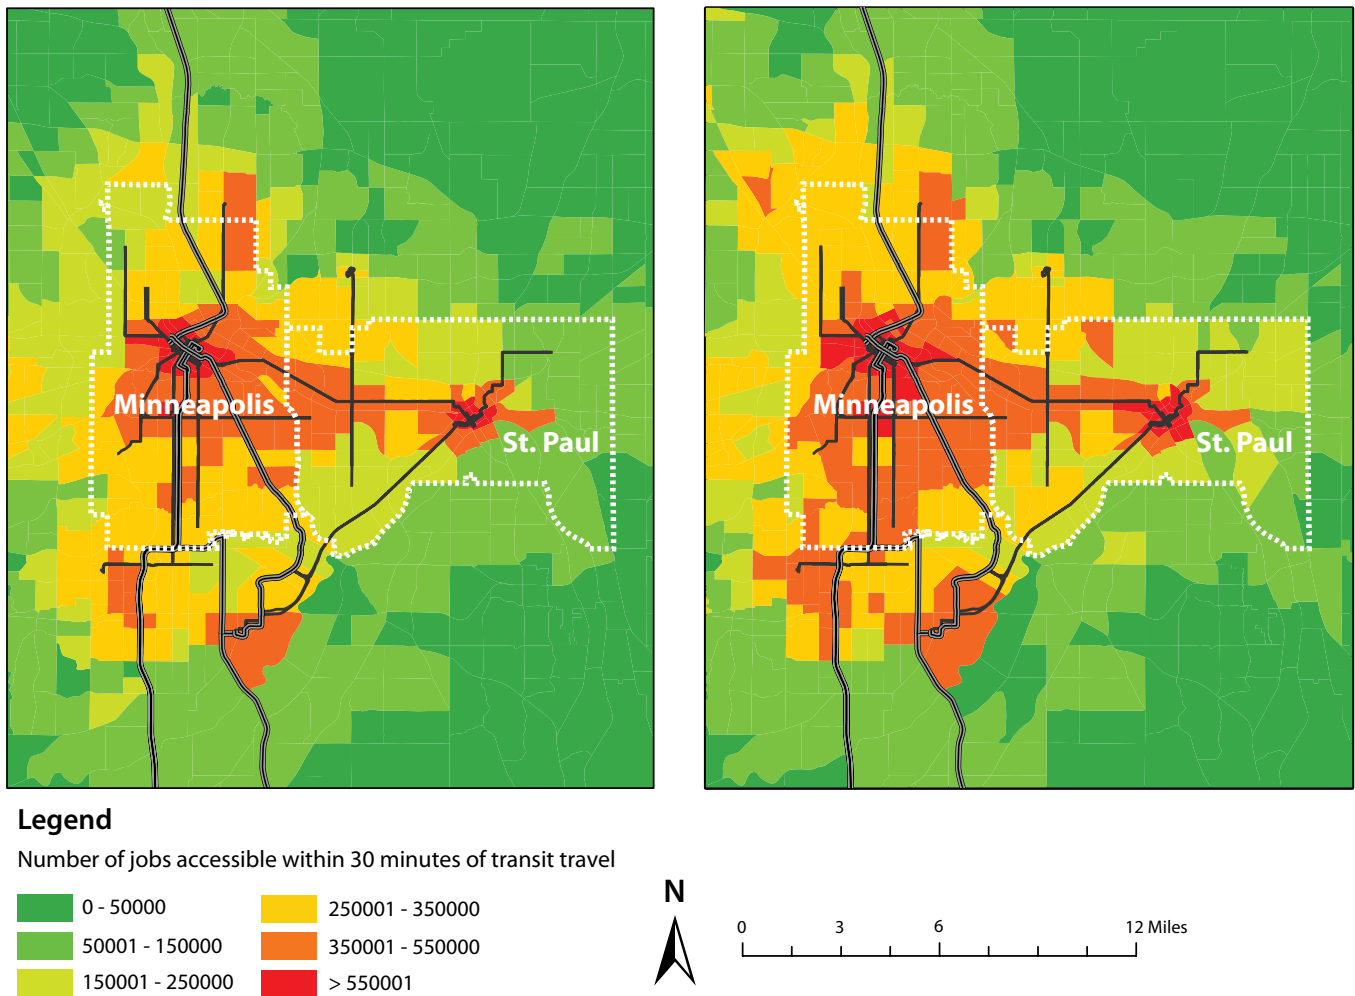 Minneapolis
St. Paul
Minneapolis
St. Paul
Legend
Number of jobs accessible within 30 minutes of transit travel
0 - 50000
50001 - 150000
150001 - 250000
250001 - 350000
350001 - 550000
> 550001
N
0 3 6 12 Miles